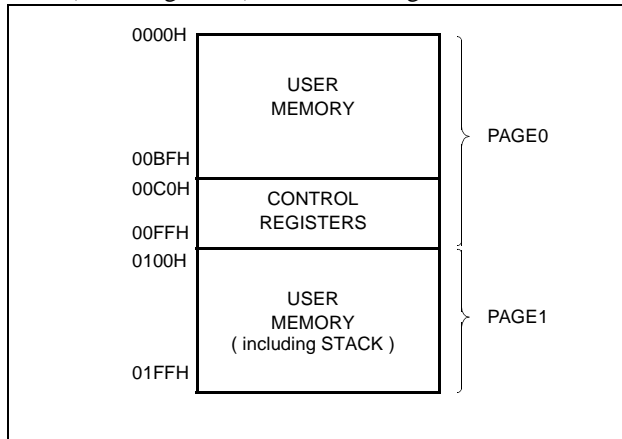 0000H
USER
MEMORY
PAGE0
00BFH
00C0H
CONTROL
REGISTERS
00FFH
0100H
USER
MEMORY
PAGE1
( including STACK )
01FFH